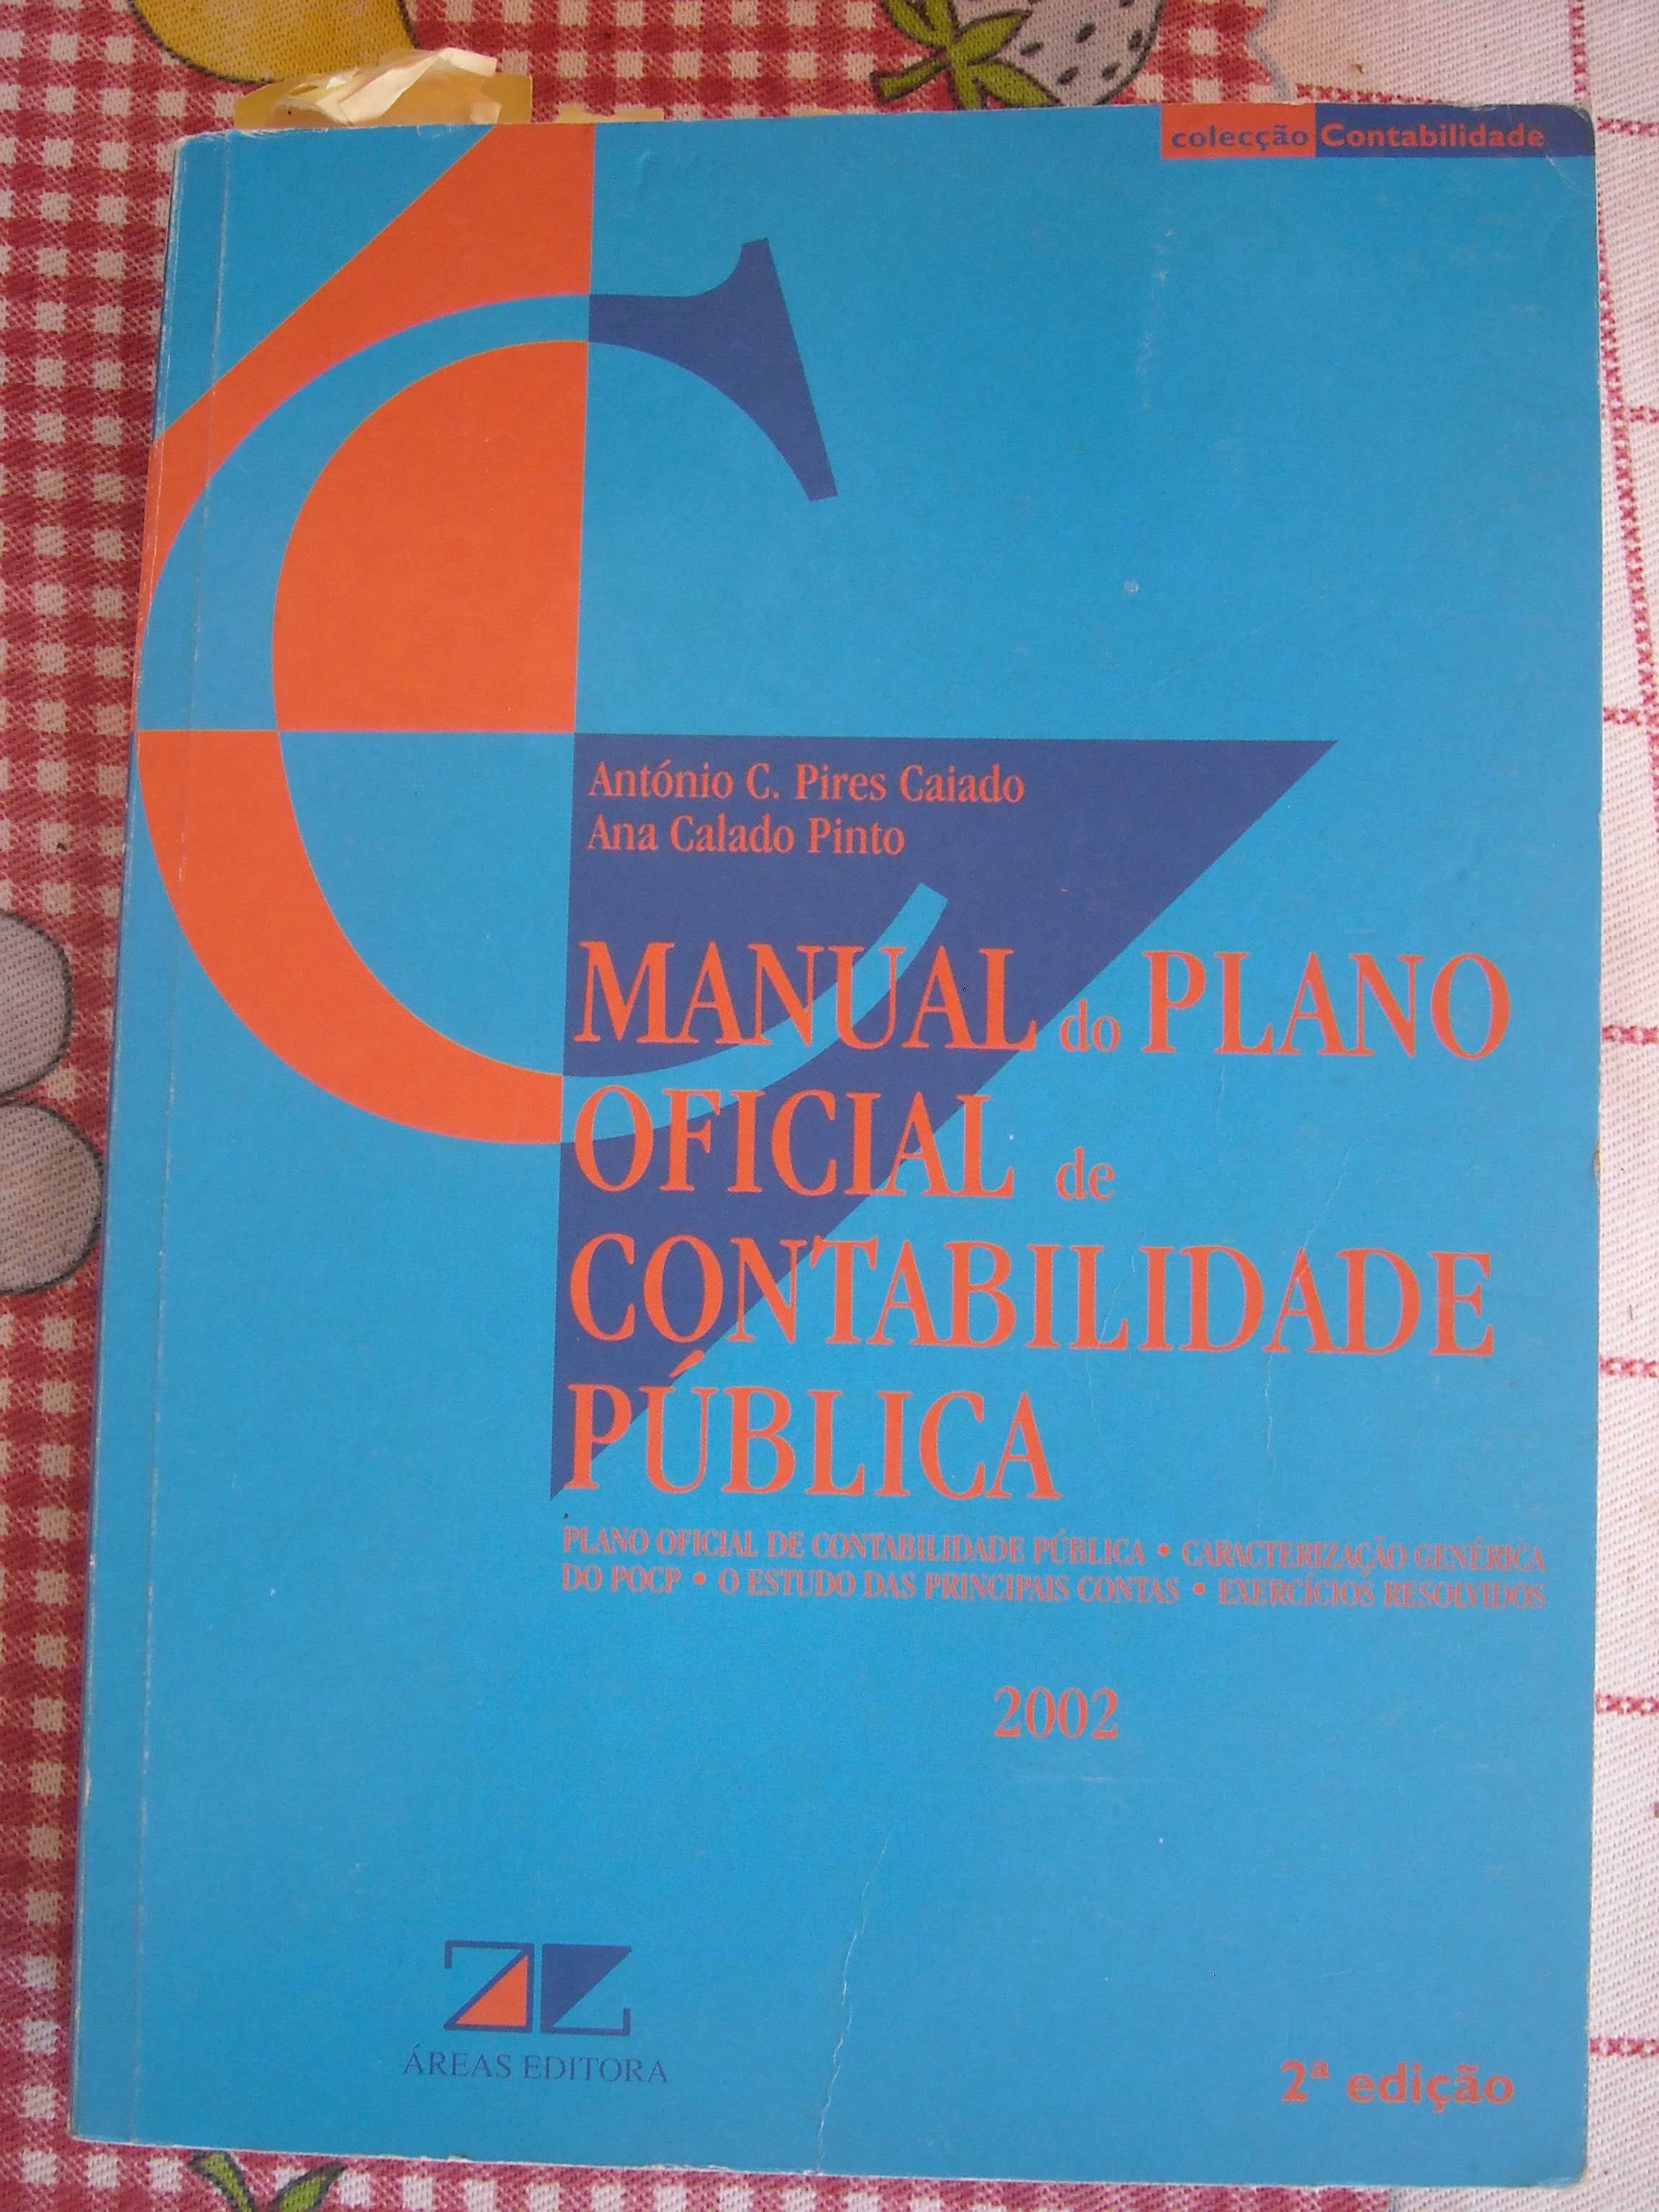 colecção Contabilidade
António C. Pires Caiado
Ana Calado Pinto
MANUAL do PLANO
OFICIAL de
CONTABILIDADE
PÚBLICA
PLANO OFICIAL DE CONTABILIDADE PÚBLICA • CARACTERIZAÇÃO GENÉRICA
DO POCP • O ESTUDO DAS PRINCIPAIS CONTAS • EXERCÍCIOS RESOLVIDOS
2002
ÁREAS EDITORA
2ª edição